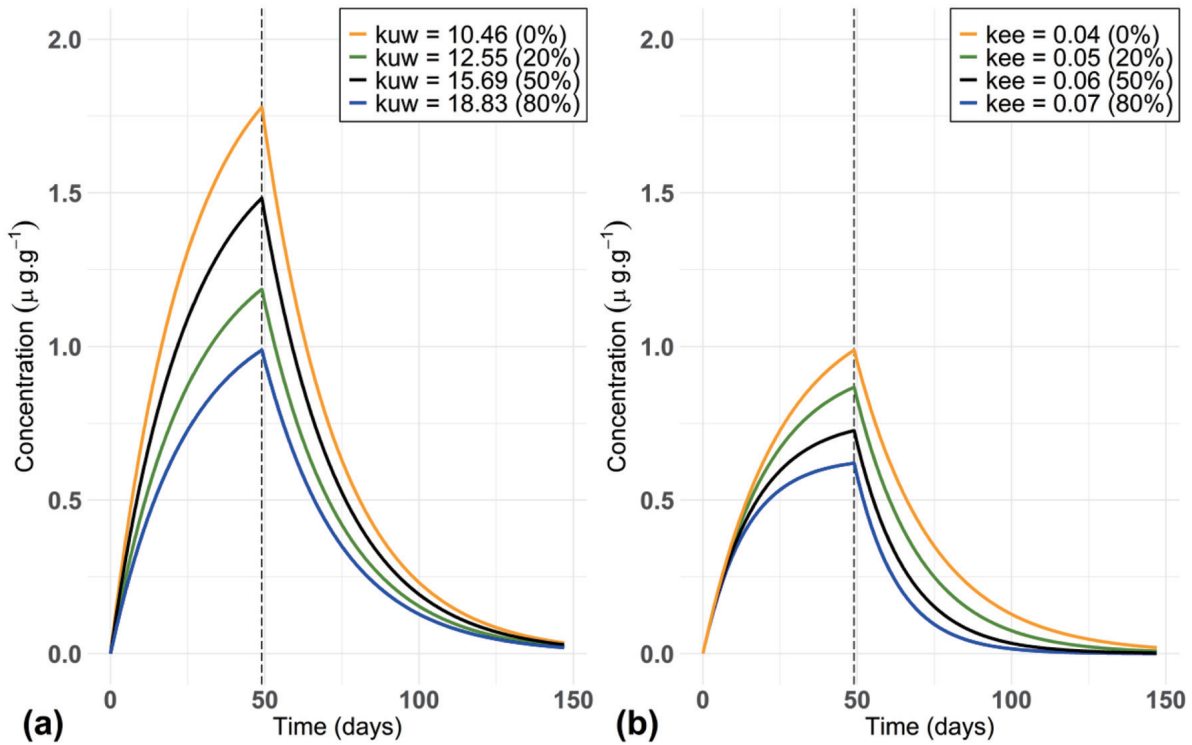 2.0
1.5
1.0
0.5
0.0
Concentration (μ g.g⁻¹)
kuw = 10.46 (0%)
kuw = 12.55 (20%)
kuw = 15.69 (50%)
kuw = 18.83 (80%)
0 50 100 150
Time (days)
(a)
2.0
1.5
1.0
0.5
0.0
Concentration (μ g.g⁻¹)
kee = 0.04 (0%)
kee = 0.05 (20%)
kee = 0.06 (50%)
kee = 0.07 (80%)
0 50 100 150
Time (days)
(b)